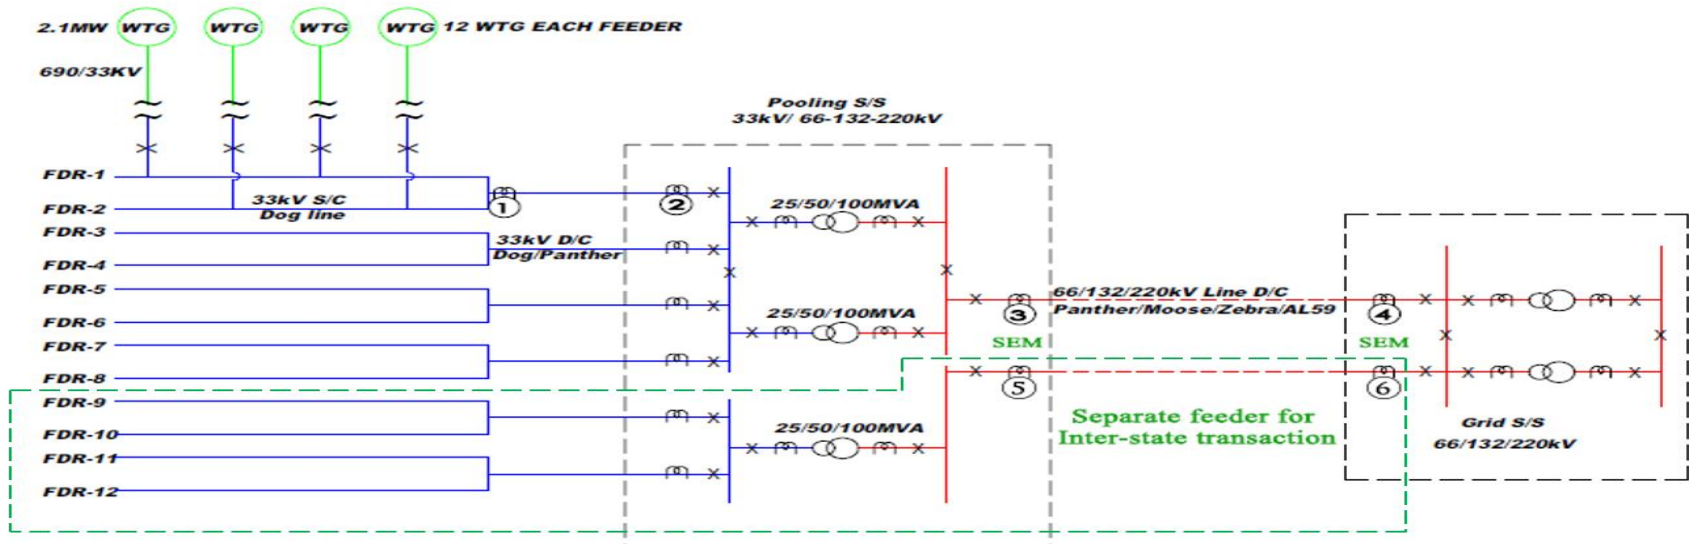 2.1MW WTG WTG WTG WTG 12 WTG EACH FEEDER
690/33KV
Pooling S/S
33kV/ 66-132-220kV
FDR-1
FDR-2
33kV S/C
Dog line
FDR-3
FDR-4
33kV D/C
Dog/Panther
FDR-5
FDR-6
FDR-7
FDR-8
FDR-9
FDR-10
FDR-11
FDR-12
1
2
25/50/100MVA
25/50/100MVA
25/50/100MVA
3
SEM
5
66/132/220kV Line D/C
Panther/Moose/Zebra/AL59
4
SEM
6
Separate feeder for
Inter-state transaction
Grid S/S
66/132/220kV